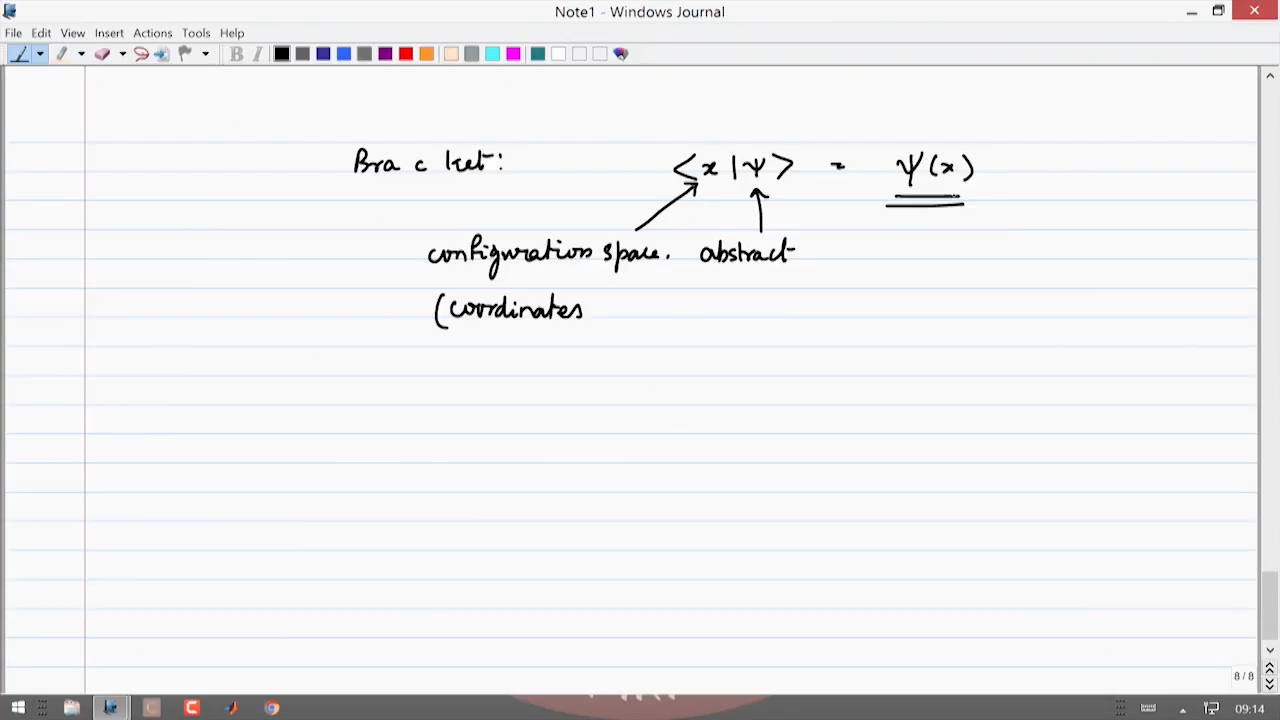 Note1 - Windows Journal
File Edit View Insert Actions Tools Help
B I
Bra c ket: <x|Ψ> = Ψ(x)
configuration space. abstract
(coordinates
8 / 8
09:14